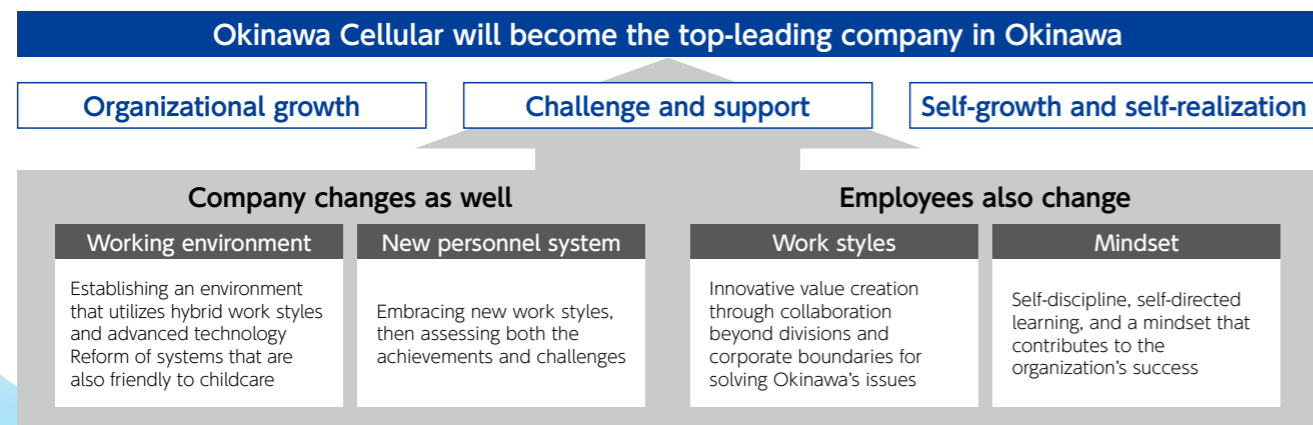 Okinawa Cellular will become the top-leading company in Okinawa
Organizational growth
Challenge and support
Self-growth and self-realization
Company changes as well
Working environment
Establishing an environment
that utilizes hybrid work styles
and advanced technology
Reform of systems that are
also friendly to childcare
New personnel system
Embracing new work styles,
then assessing both the
achievements and challenges
Employees also change
Work styles
Innovative value creation
through collaboration
beyond divisions and
corporate boundaries for
solving Okinawa's issues
Mindset
Self-discipline, self-directed
learning, and a mindset that
contributes to the
organization's success